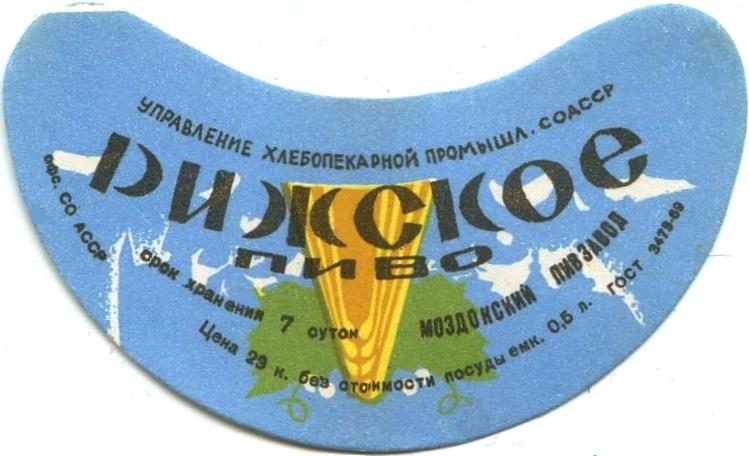 УПРАВЛЕНИЕ ХЛЕБОПЕКАРНОЙ ПРОМЫШЛ. СОАССР
РИЖСКОЕ
ПИВО
срок хранения 7 суток
МОЗДОКСКИЙ ПИВЗАВОД
офс. СО АССР
Цена 29 к. без стоимости посуды емк. 0,5 л. ГОСТ 3473-69